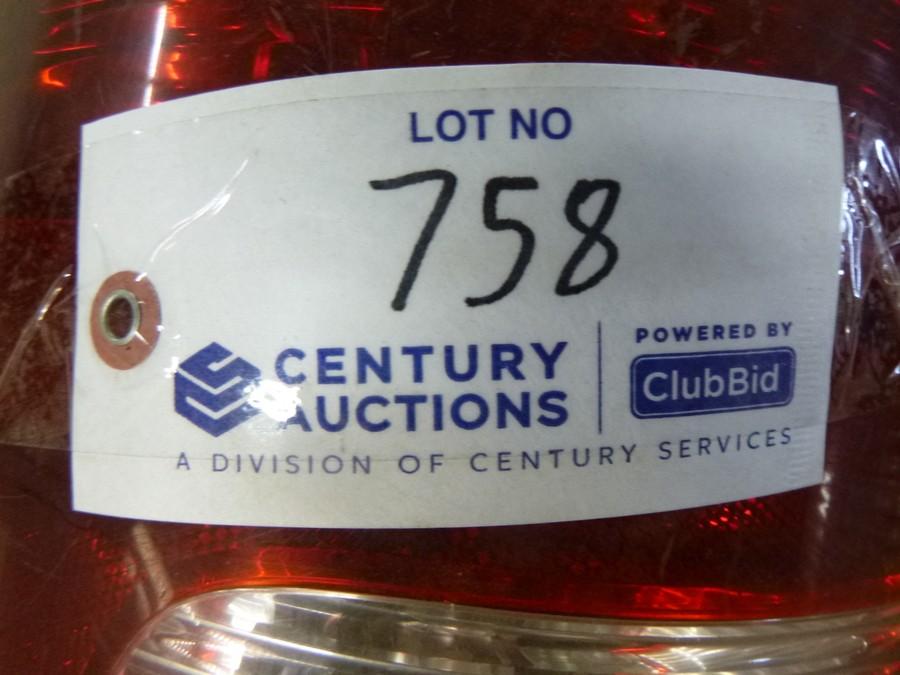 LOT NO
758
CENTURY
AUCTIONS
POWERED BY
ClubBid
A DIVISION OF CENTURY SERVICES